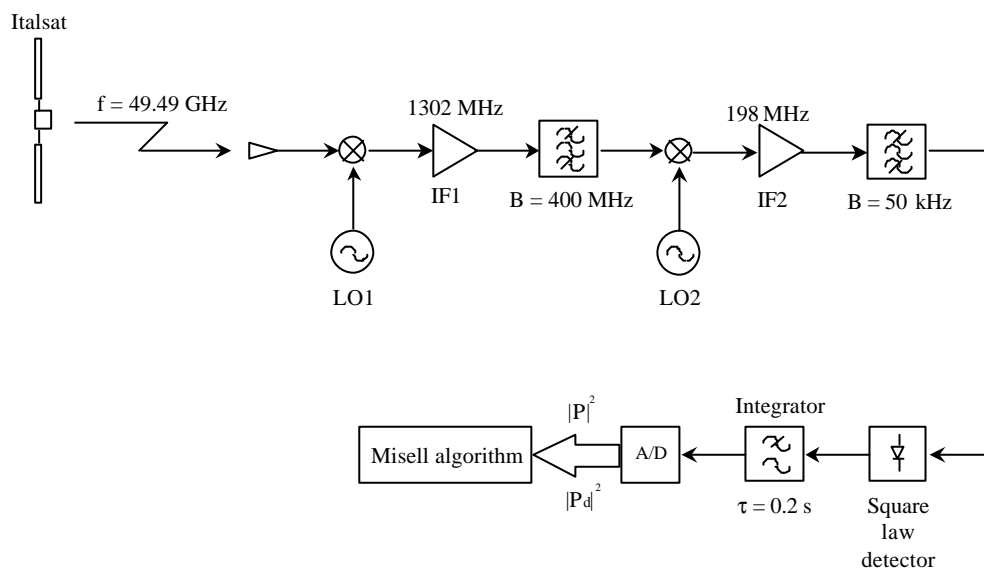 Italsat
f = 49.49 GHz
1302 MHz
198 MHz
IF1
B = 400 MHz
IF2
B = 50 kHz
LO1
LO2
|P|²
Integrator
Misell algorithm
A/D
|Pd|²
τ = 0.2 s
Square
law
detector